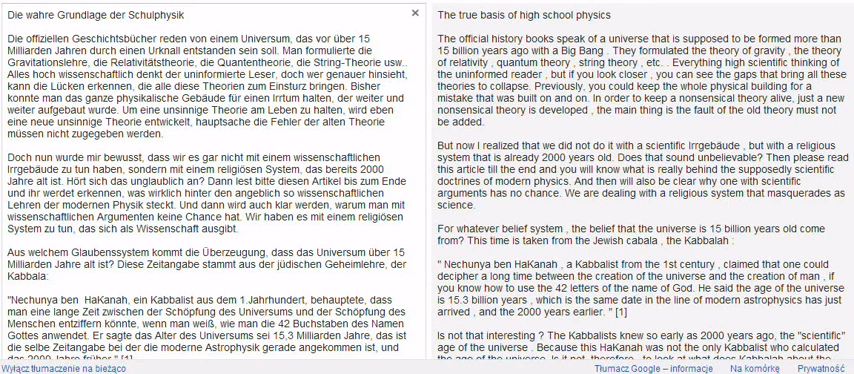 Die wahre Grundlage der Schulphysik
Die offiziellen Geschichtsbücher reden von einem Universum, das vor über 15
Milliarden Jahren durch einen Urknall entstanden sein soll. Man formulierte die
Gravitationslehre, die Relativitätstheorie, die Quantentheorie, die String-Theorie usw..
Alles hoch wissenschaftlich denkt der uninformierte Leser, doch wer genauer hinsieht,
kann die Lücken erkennen, die alle diese Theorien zum Einsturz bringen. Bisher
konnte man das ganze physikalische Gebäude für einen Irrtum halten, der weiter und
weiter aufgebaut wurde. Um eine unsinnige Theorie am Leben zu halten, wird eben
eine neue unsinnige Theorie entwickelt, hauptsache die Fehler der alten Theorie
müssen nicht zugegeben werden.
Doch nun wurde mir bewusst, dass wir es gar nicht mit einem wissenschaftlichen
Irrgebäude zu tun haben, sondern mit einem religiösen System, das bereits 2000
Jahre alt ist. Hört sich das unglaublich an? Dann lest bitte diesen Artikel bis zum Ende
und ihr werdet erkennen, was wirklich hinter den angeblich so wissenschaftlichen
Lehren der modernen Physik steckt. Und dann wird auch klar werden, warum man mit
wissenschaftlichen Argumenten keine Chance hat. Wir haben es mit einem religiösen
System zu tun, das sich als Wissenschaft ausgibt.
Aus welchem Glaubenssystem kommt die Überzeugung, dass das Universum über 15
Milliarden Jahre alt ist? Diese Zeitangabe stammt aus der jüdischen Geheimlehre, der
Kabbala:
"Nechunya ben HaKanah, ein Kabbalist aus dem 1.Jahrhundert, behauptete, dass
man eine lange Zeit zwischen der Schöpfung des Universums und der Schöpfung des
Menschen entziffern könnte, wenn man weiß, wie man die 42 Buchstaben des Namen
Gottes anwendet. Er sagte das Alter des Universums sei 15,3 Milliarden Jahre, das ist
die selbe Zeitangabe bei der die moderne Astrophysik gerade angekommen ist, und
das 2000 Jahre früher." [1]
The true basis of high school physics
The official history books speak of a universe that is supposed to be formed more than
15 billion years ago with a Big Bang . They formulated the theory of gravity , the theory
of relativity , quantum theory , string theory , etc. . Everything high scientific thinking of
the uninformed reader , but if you look closer , you can see the gaps that bring all these
theories to collapse. Previously, you could keep the whole physical building for a
mistake that was built on and on. In order to keep a nonsensical theory alive, just a new
nonsensical theory is developed , the main thing is the fault of the old theory must not
be added.
But now I realized that we did not do it with a scientific Irrgebäude , but with a religious
system that is already 2000 years old. Does that sound unbelievable? Then please read
this article till the end and you will know what is really behind the supposedly scientific
doctrines of modern physics. And then will also be clear why one with scientific
arguments has no chance. We are dealing with a religious system that masquerades as
science.
For whatever belief system , the belief that the universe is 15 billion years old come
from? This time is taken from the Jewish cabala , the Kabbalah :
" Nechunya ben HaKanah , a Kabbalist from the 1st century , claimed that one could
decipher a long time between the creation of the universe and the creation of man , if
you know how to use the 42 letters of the name of God. He said the age of the universe
is 15.3 billion years , which is the same date in the line of modern astrophysics has just
arrived , and the 2000 years earlier. " [1]
Is not that interesting ? The Kabbalists knew so early as 2000 years ago, the "scientific"
age of the universe . Because this HaKanah was not the only Kabbalist who calculated
the age of the universe. Is it not, therefore , to look at what does Kabbalah about the
Wyłącz tłumaczenie na bieżąco
Tłumacz Google – informacje Na komórkę Prywatność